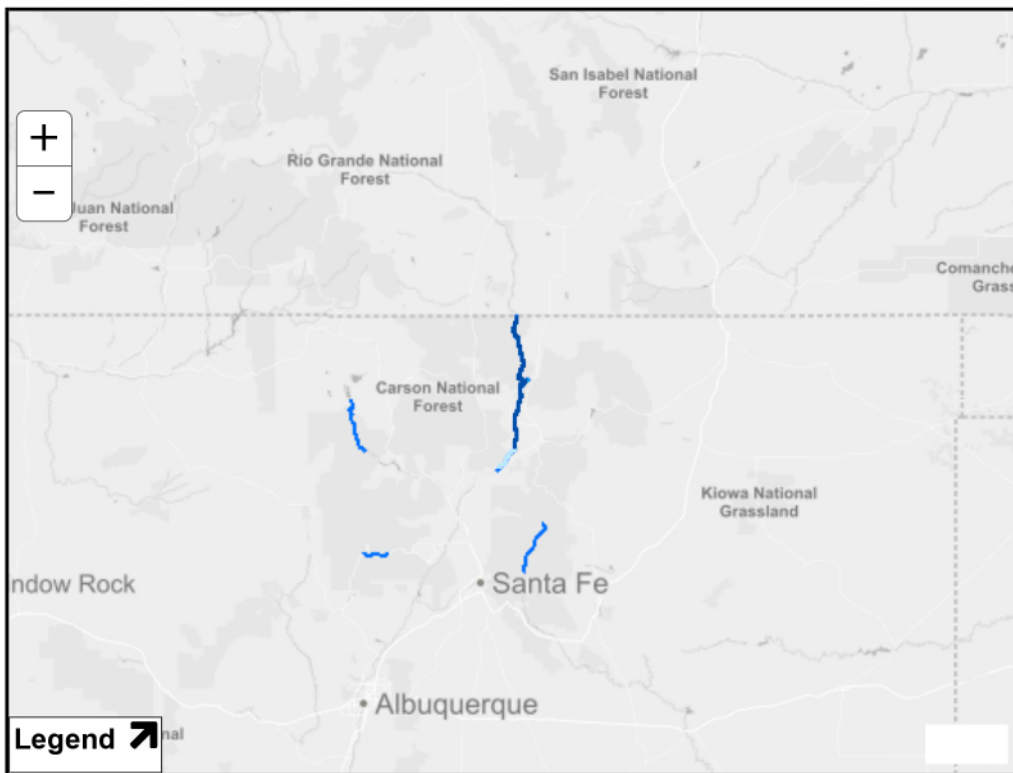 San Isabel National
Forest
+
Rio Grande National
Forest
−
Juan National
Forest
Comanche
Grass
Carson National
Forest
Kiowa National
Grassland
ndow Rock
Santa Fe
Albuquerque
Legend
nal